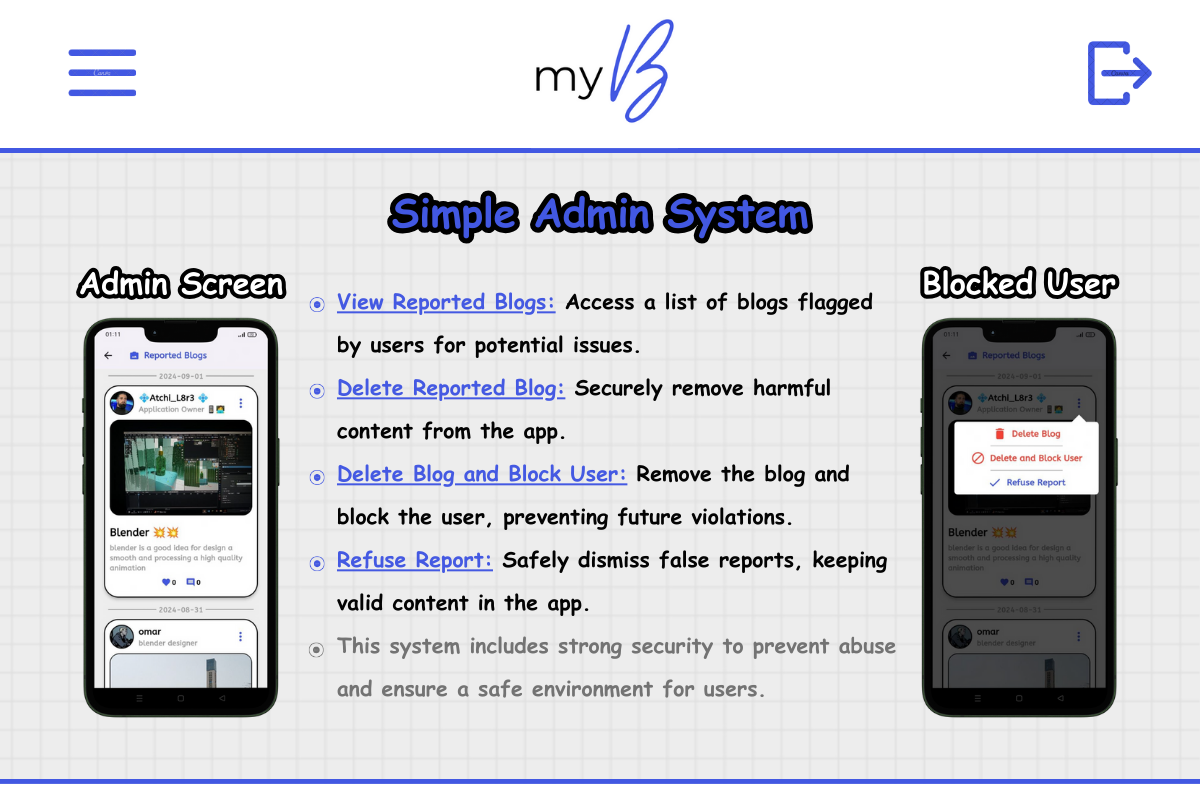 my B
Simple Admin System
Admin Screen
01:11
Reported Blogs
2024-09-01
Atchi_L8r3
Application Owner
Blender
blender is a good idea for design a
smooth and processing a high quality
animation
0 0
2024-08-31
omar
blender designer
View Reported Blogs: Access a list of blogs flagged
by users for potential issues.
Delete Reported Blog: Securely remove harmful
content from the app.
Delete Blog and Block User: Remove the blog and
block the user, preventing future violations.
Refuse Report: Safely dismiss false reports, keeping
valid content in the app.
This system includes strong security to prevent abuse
and ensure a safe environment for users.
Blocked User
01:11
Reported Blogs
2024-09-01
Atchi_L8r3
Application Owner
Delete Blog
Delete and Block User
Refuse Report
Blender
blender is a good idea for design a
smooth and processing a high quality
animation
0 0
2024-08-31
omar
blender designer